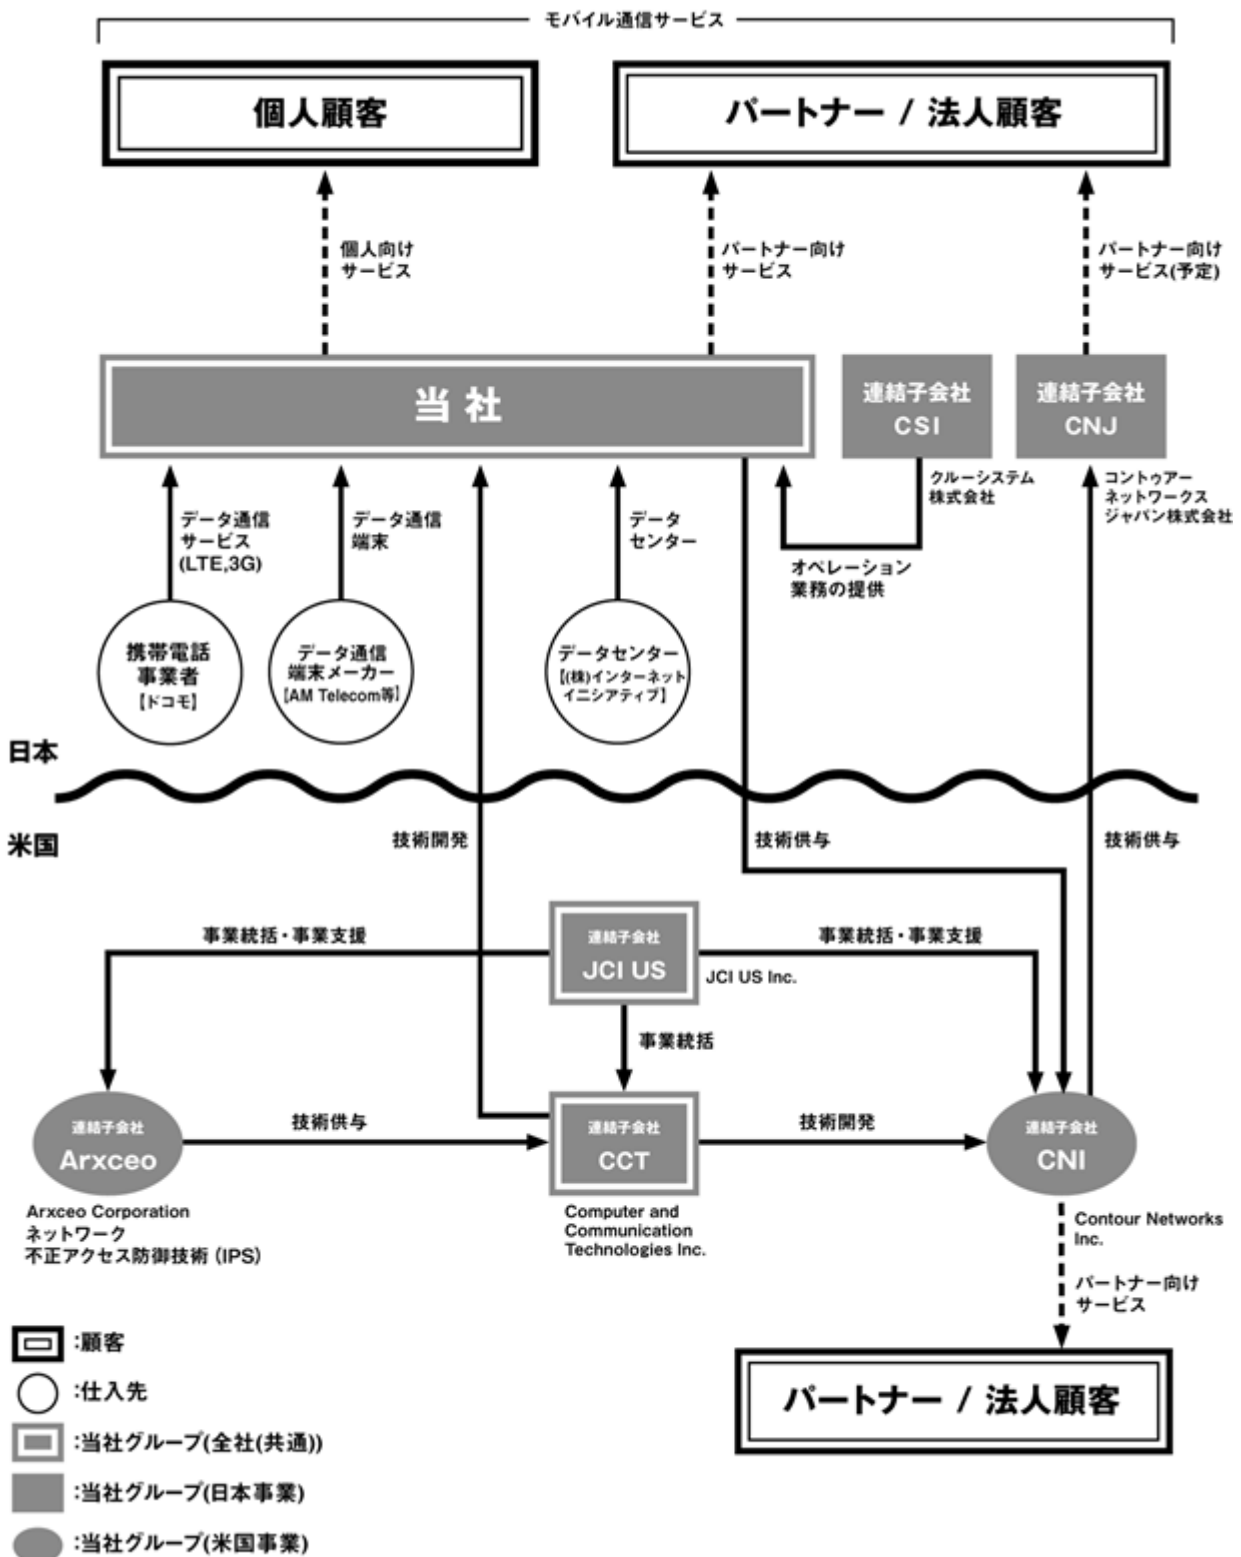 モバイル通信サービス
個人顧客
パートナー / 法人顧客
個人向け
サービス
パートナー向け
サービス
パートナー向け
サービス(予定)
当社
連結子会社
CSI
連結子会社
CNJ
クルーシステム
株式会社
コントゥアー
ネットワークス
ジャパン株式会社
データ通信
サービス
(LTE,3G)
データ通信
端末
データ
センター
オペレーション
業務の提供
携帯電話
事業者
【ドコモ】
データ通信
端末メーカー
【AM Telecom等】
データセンター
【(株)インターネット
イニシアティブ】
日本
米国
技術開発
技術供与
技術供与
事業統括・事業支援
連結子会社
JCI US
JCI US Inc.
事業統括・事業支援
事業統括
連結子会社
Arxceo
技術供与
連結子会社
CCT
技術開発
連結子会社
CNI
Arxceo Corporation
ネットワーク
不正アクセス防御技術（IPS）
Computer and
Communication
Technologies Inc.
Contour Networks
Inc.
パートナー向け
サービス
パートナー / 法人顧客
:顧客
:仕入先
:当社グループ(全社(共通))
:当社グループ(日本事業)
:当社グループ(米国事業)